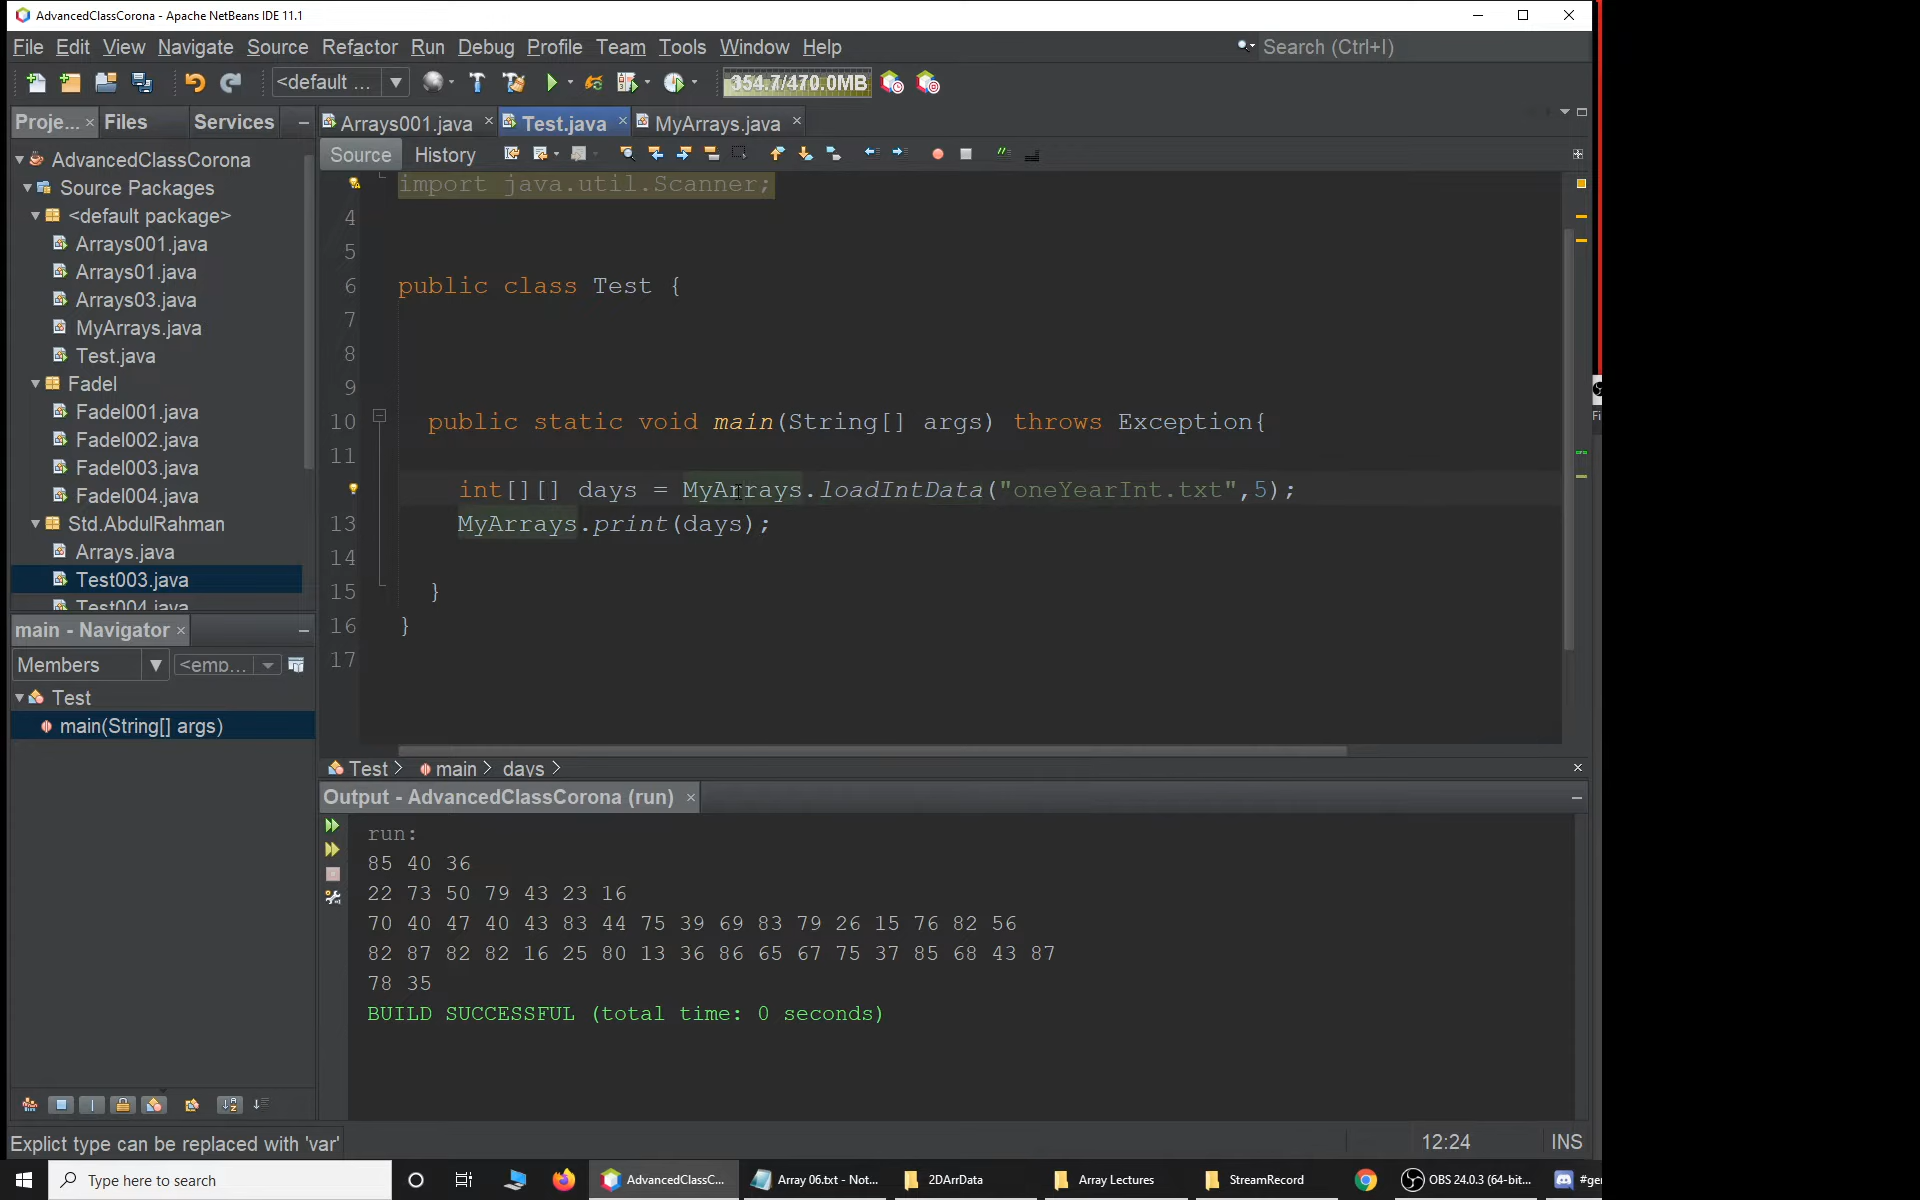 AdvancedClassCorona - Apache NetBeans IDE 11.1
File Edit View Navigate Source Refactor Run Debug Profile Team Tools Window Help
Search (Ctrl+I)
<default ...
354.7/470.0MB
Proje... × Files Services
Arrays001.java × Test.java × MyArrays.java ×
Source History
AdvancedClassCorona
Source Packages
<default package>
Arrays001.java
Arrays01.java
Arrays03.java
MyArrays.java
Test.java
Fadel
Fadel001.java
Fadel002.java
Fadel003.java
Fadel004.java
Std.AbdulRahman
Arrays.java
Test003.java
Test004.java
import java.util.Scanner;
4
5
6 public class Test {
7
8
9
10 public static void main(String[] args) throws Exception{
11
int[][] days = MyArrays.loadIntData("oneYearInt.txt",5);
13 MyArrays.print(days);
14
15 }
16 }
17
main - Navigator ×
Members <emp...
Test
main(String[] args)
Test > main > days >
Output - AdvancedClassCorona (run) ×
run:
85 40 36
22 73 50 79 43 23 16
70 40 47 40 43 83 44 75 39 69 83 79 26 15 76 82 56
82 87 82 82 16 25 80 13 36 86 65 67 75 37 85 68 43 87
78 35
BUILD SUCCESSFUL (total time: 0 seconds)
Explict type can be replaced with 'var'
12:24 INS
Type here to search
AdvancedClassC...
Array 06.txt - Not...
2DArrData
Array Lectures
StreamRecord
OBS 24.0.3 (64-bit...